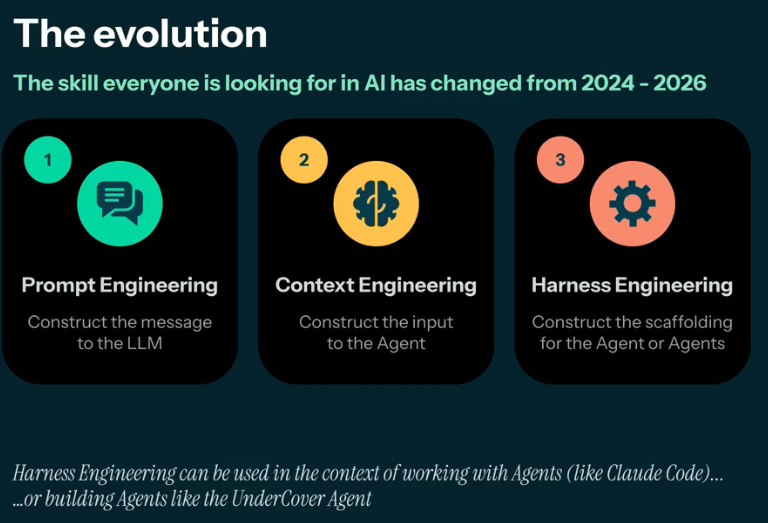 The evolution
The skill everyone is looking for in AI has changed from 2024 - 2026
1
Prompt Engineering
Construct the message
to the LLM
2
Context Engineering
Construct the input
to the Agent
3
Harness Engineering
Construct the scaffolding
for the Agent or Agents
Harness Engineering can be used in the context of working with Agents (like Claude Code)...
...or building Agents like the UnderCover Agent